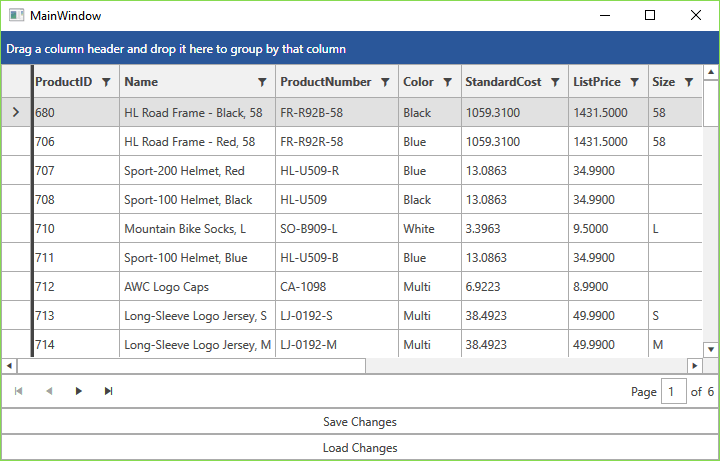 MainWindow
Drag a column header and drop it here to group by that column
ProductID Name ProductNumber Color StandardCost ListPrice Size
680 HL Road Frame - Black, 58 FR-R92B-58 Black 1059.3100 1431.5000 58
706 HL Road Frame - Red, 58 FR-R92R-58 Blue 1059.3100 1431.5000 58
707 Sport-200 Helmet, Red HL-U509-R Blue 13.0863 34.9900
708 Sport-100 Helmet, Black HL-U509 Black 13.0863 34.9900
710 Mountain Bike Socks, L SO-B909-L White 3.3963 9.5000 L
711 Sport-100 Helmet, Blue HL-U509-B Blue 13.0863 34.9900
712 AWC Logo Caps CA-1098 Multi 6.9223 8.9900
713 Long-Sleeve Logo Jersey, S LJ-0192-S Multi 38.4923 49.9900 S
714 Long-Sleeve Logo Jersey, M LJ-0192-M Multi 38.4923 49.9900 M
Page 1 of 6
Save Changes
Load Changes